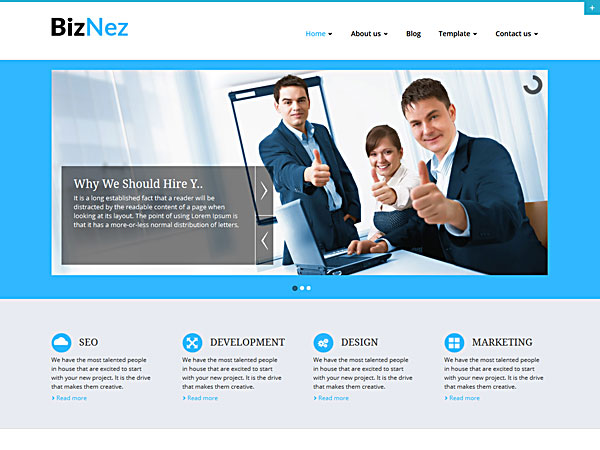 BizNez
Home About us Blog Template Contact us
Why We Should Hire Y..
It is a long established fact that a reader will be
distracted by the readable content of a page when
looking at its layout. The point of using Lorem Ipsum is
that it has a more-or-less normal distribution of letters,
SEO
We have the most talented people
in house that are excited to start
with your new project. It is the drive
that makes them creative.
Read more
DEVELOPMENT
We have the most talented people
in house that are excited to start
with your new project. It is the drive
that makes them creative.
Read more
DESIGN
We have the most talented people
in house that are excited to start
with your new project. It is the drive
that makes them creative.
Read more
MARKETING
We have the most talented people
in house that are excited to start
with your new project. It is the drive
that makes them creative.
Read more